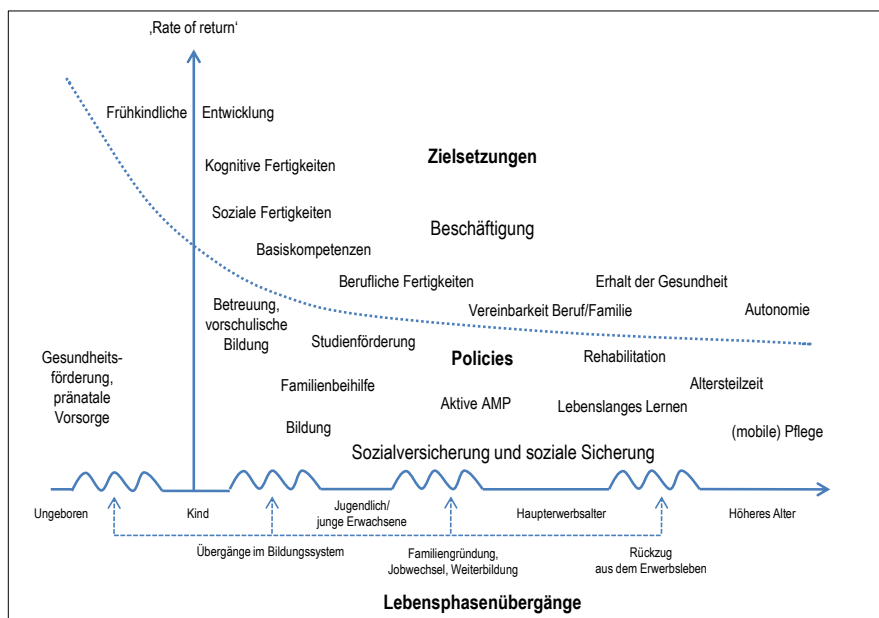 ‚Rate of return‘
Frühkindliche Entwicklung
Zielsetzungen
Kognitive Fertigkeiten
Soziale Fertigkeiten
Beschäftigung
Basiskompetenzen
Berufliche Fertigkeiten
Erhalt der Gesundheit
Vereinbarkeit Beruf/Familie
Autonomie
Betreuung,
vorschulische
Bildung
Studienförderung
Policies
Rehabilitation
Gesundheits-
förderung,
pränatale
Vorsorge
Familienbeihilfe
Altersteilzeit
Aktive AMP
Lebenslanges Lernen
Bildung
(mobile) Pflege
Sozialversicherung und soziale Sicherung
Ungeboren
Kind
Jugendlich/
junge Erwachsene
Haupterwerbsalter
Höheres Alter
Übergänge im Bildungssystem
Familiengründung,
Jobwechsel, Weiterbildung
Rückzug
aus dem Erwerbsleben
Lebensphasenübergänge